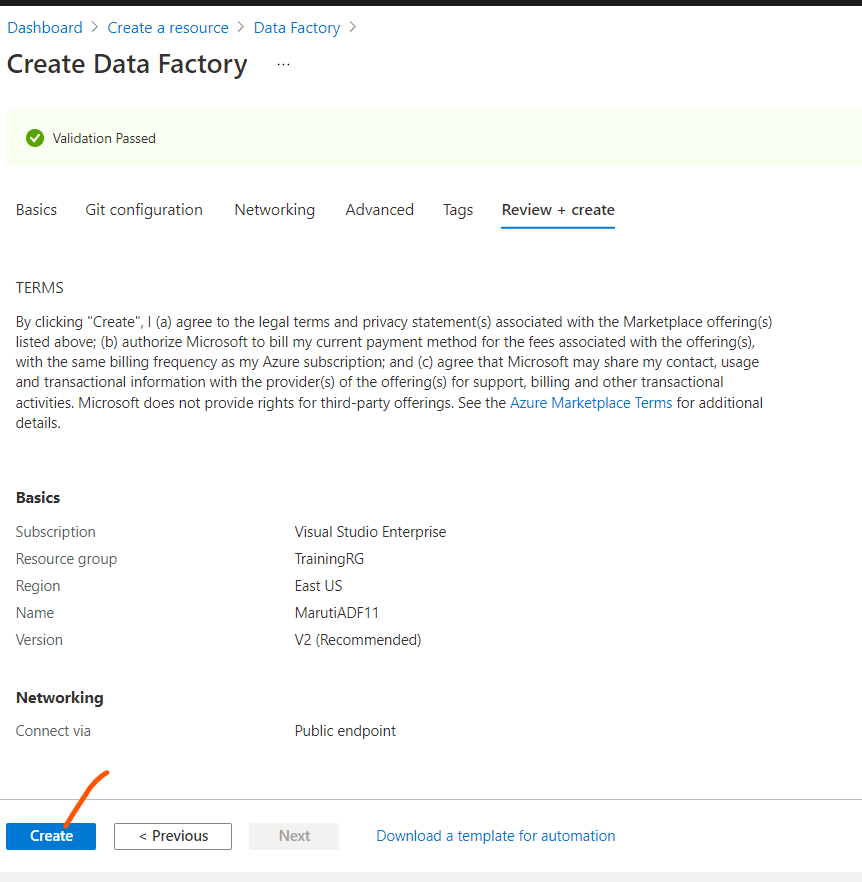 Dashboard > Create a resource > Data Factory >
Create Data Factory ...
Validation Passed
Basics Git configuration Networking Advanced Tags Review + create
TERMS
By clicking "Create", I (a) agree to the legal terms and privacy statement(s) associated with the Marketplace offering(s)
listed above; (b) authorize Microsoft to bill my current payment method for the fees associated with the offering(s),
with the same billing frequency as my Azure subscription; and (c) agree that Microsoft may share my contact, usage
and transactional information with the provider(s) of the offering(s) for support, billing and other transactional
activities. Microsoft does not provide rights for third-party offerings. See the Azure Marketplace Terms for additional
details.
Basics
Subscription Visual Studio Enterprise
Resource group TrainingRG
Region East US
Name MarutiADF11
Version V2 (Recommended)
Networking
Connect via Public endpoint
Create < Previous Next Download a template for automation